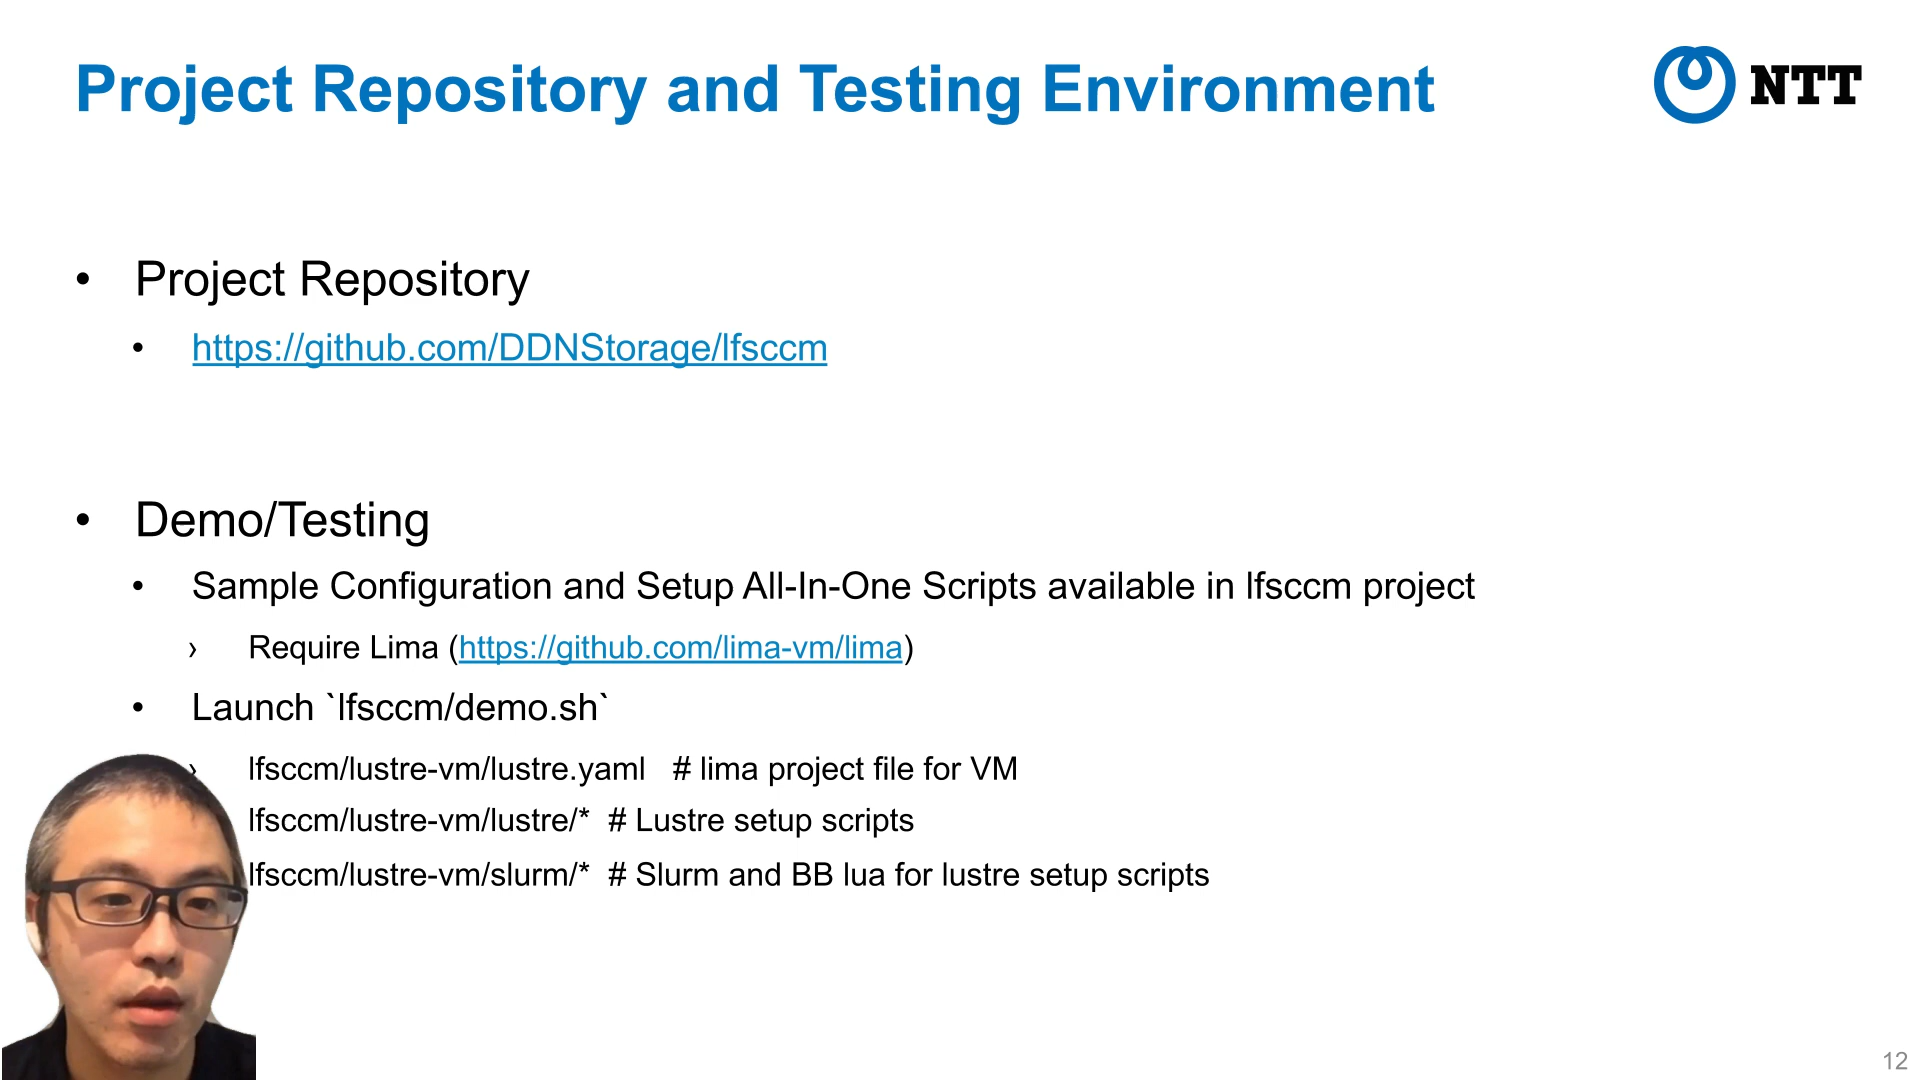 Project Repository and Testing Environment
NTT
• Project Repository
• https://github.com/DDNStorage/lfsccm
• Demo/Testing
• Sample Configuration and Setup All-In-One Scripts available in lfsccm project
› Require Lima (https://github.com/lima-vm/lima)
• Launch `lfsccm/demo.sh`
› lfsccm/lustre-vm/lustre.yaml # lima project file for VM
lfsccm/lustre-vm/lustre/* # Lustre setup scripts
lfsccm/lustre-vm/slurm/* # Slurm and BB lua for lustre setup scripts
12